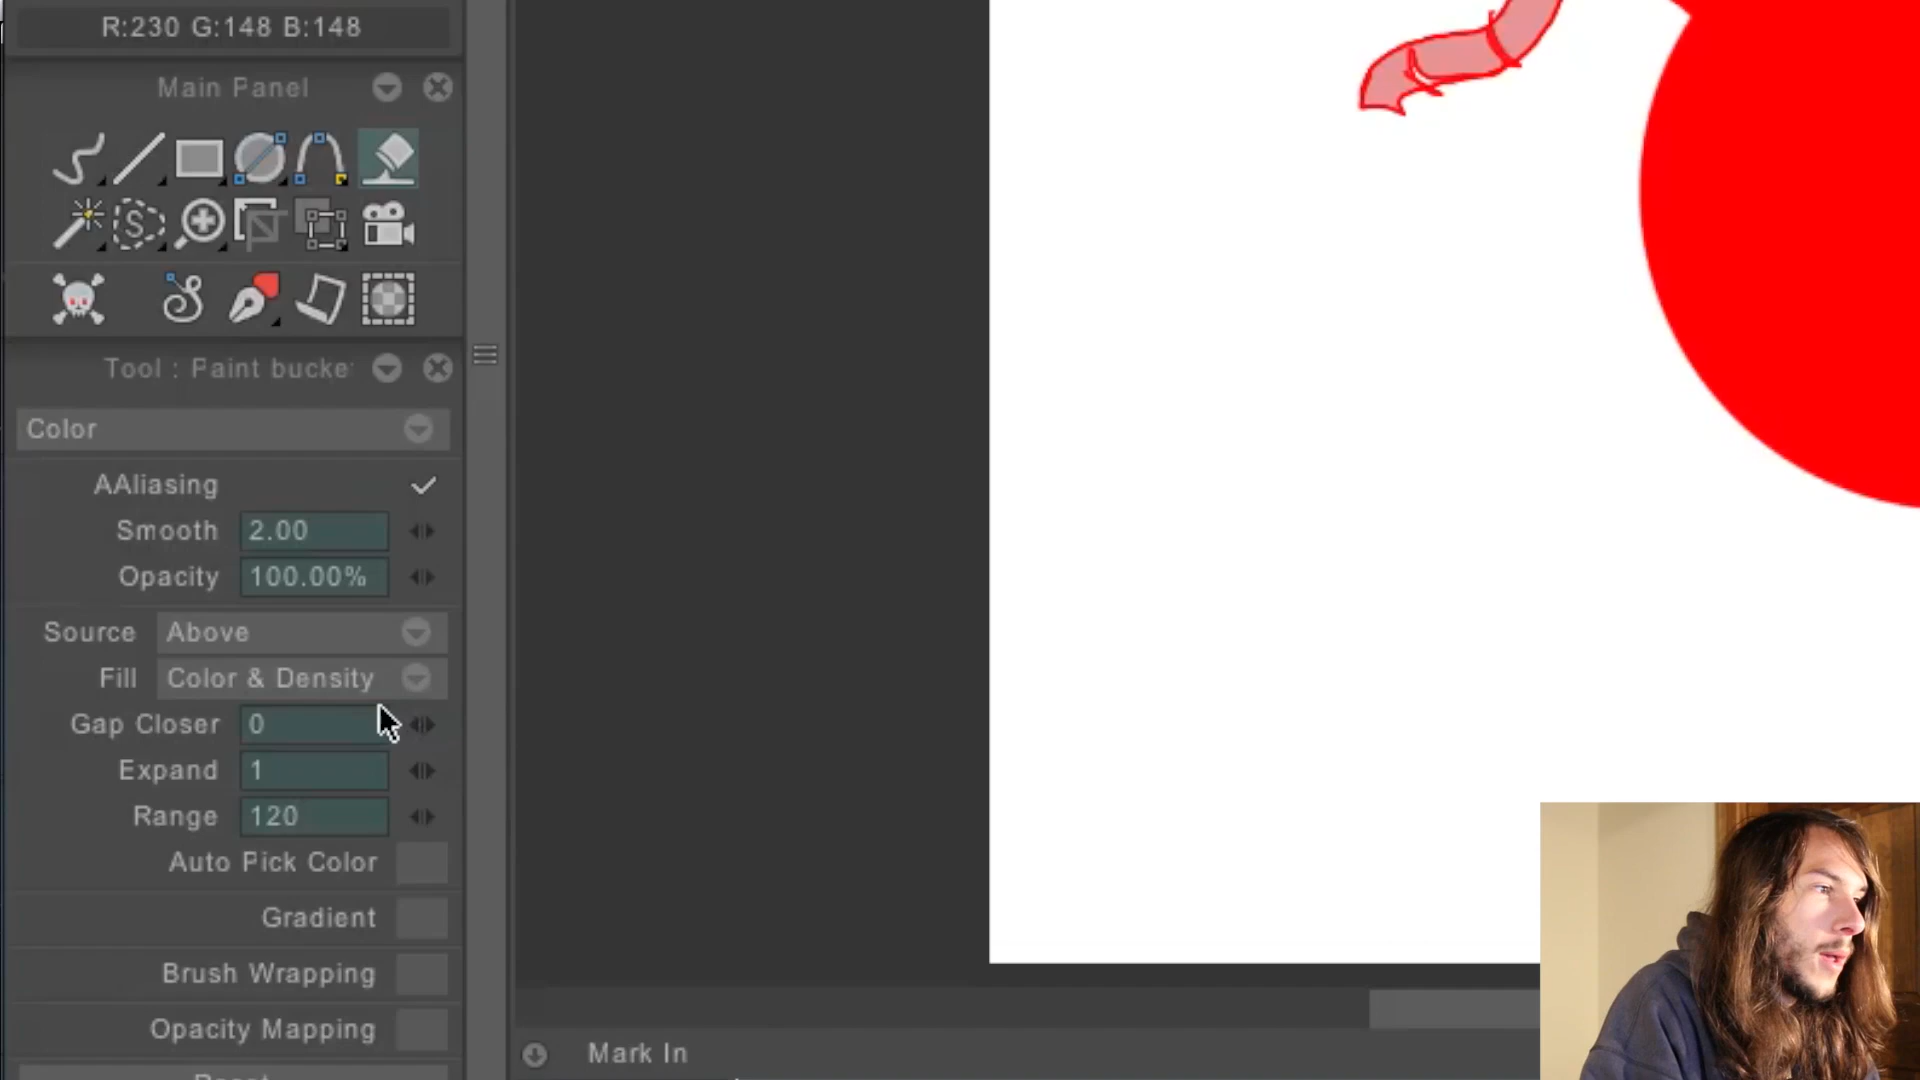 R:230 G:148 B:148
Main Panel
Tool : Paint bucke
Color
AAliasing
Smooth 2.00
Opacity 100.00%
Source Above
Fill Color & Density
Gap Closer 0
Expand 1
Range 120
Auto Pick Color
Gradient
Brush Wrapping
Opacity Mapping
Mark In